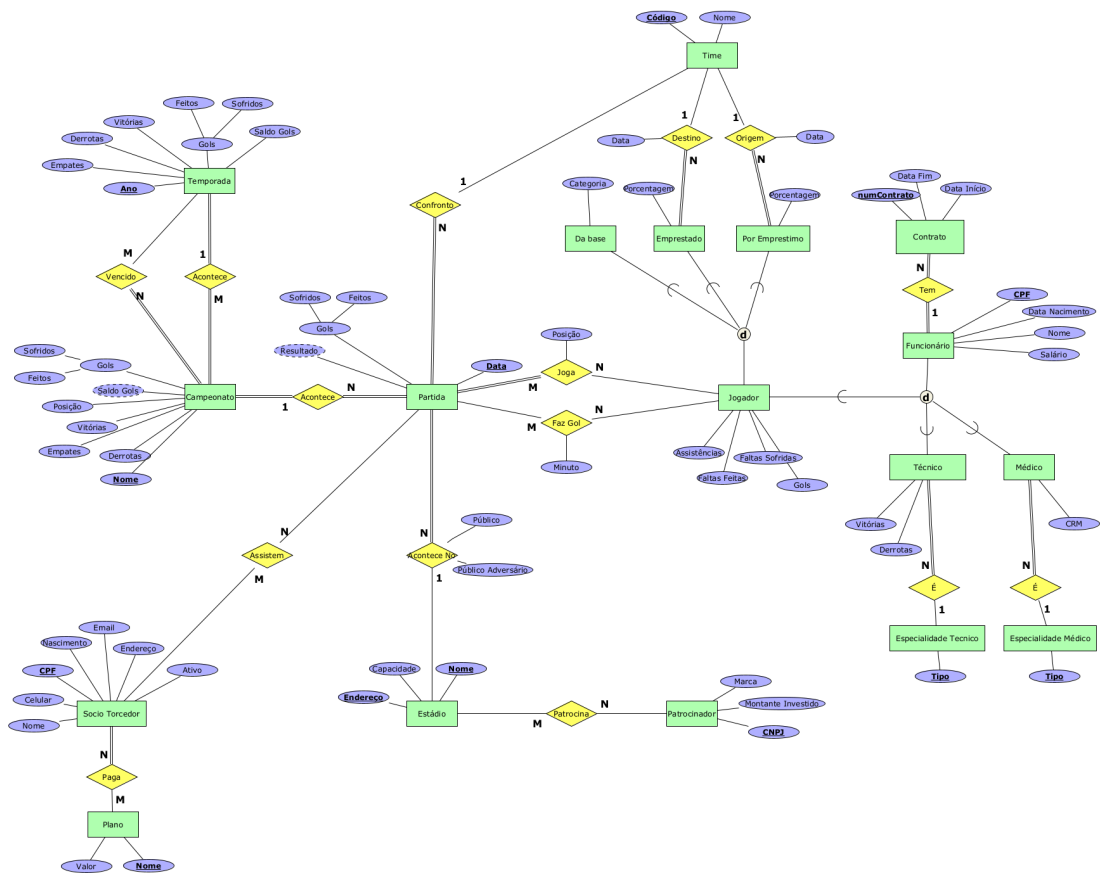 Código
Nome
Time
Feitos
Sofridos
Vitórias
Saldo Gols
Derrotas
Gols
Empates
Ano
Temporada
1
1
Data
Destino
Origem
Data
N
N
Categoria
Porcentagem
Porcentagem
Da base
Emprestado
Por Emprestimo
Data Fim
numContrato
Data Início
Contrato
1
Confronto
N
M
1
Vencido
Acontece
N
M
N
Tem
1
CPF
Data Nacimento
Nome
Salário
Funcionário
Sofridos
Feitos
Gols
Resultado
Data
Posição
d
Sofridos
Gols
Feitos
Saldo Gols
Posição
Vitórias
Empates
Derrotas
Nome
Campeonato
1
Acontece
N
Partida
M
Joga
N
M
Faz Gol
N
Minuto
Jogador
d
Assistências
Faltas Sofridas
Faltas Feitas
Gols
Técnico
Médico
Vitórias
Derrotas
CRM
N
É
1
N
É
1
Especialidade Tecnico
Especialidade Médico
Tipo
Tipo
N
Assistem
M
N
Acontece No
1
Público
Público Adversário
Email
Nascimento
Endereço
CPF
Ativo
Celular
Nome
Socio Torcedor
Capacidade
Nome
Endereço
Estádio
M
Patrocina
N
Patrocinador
Marca
Montante Investido
CNPJ
N
Paga
M
Plano
Valor
Nome